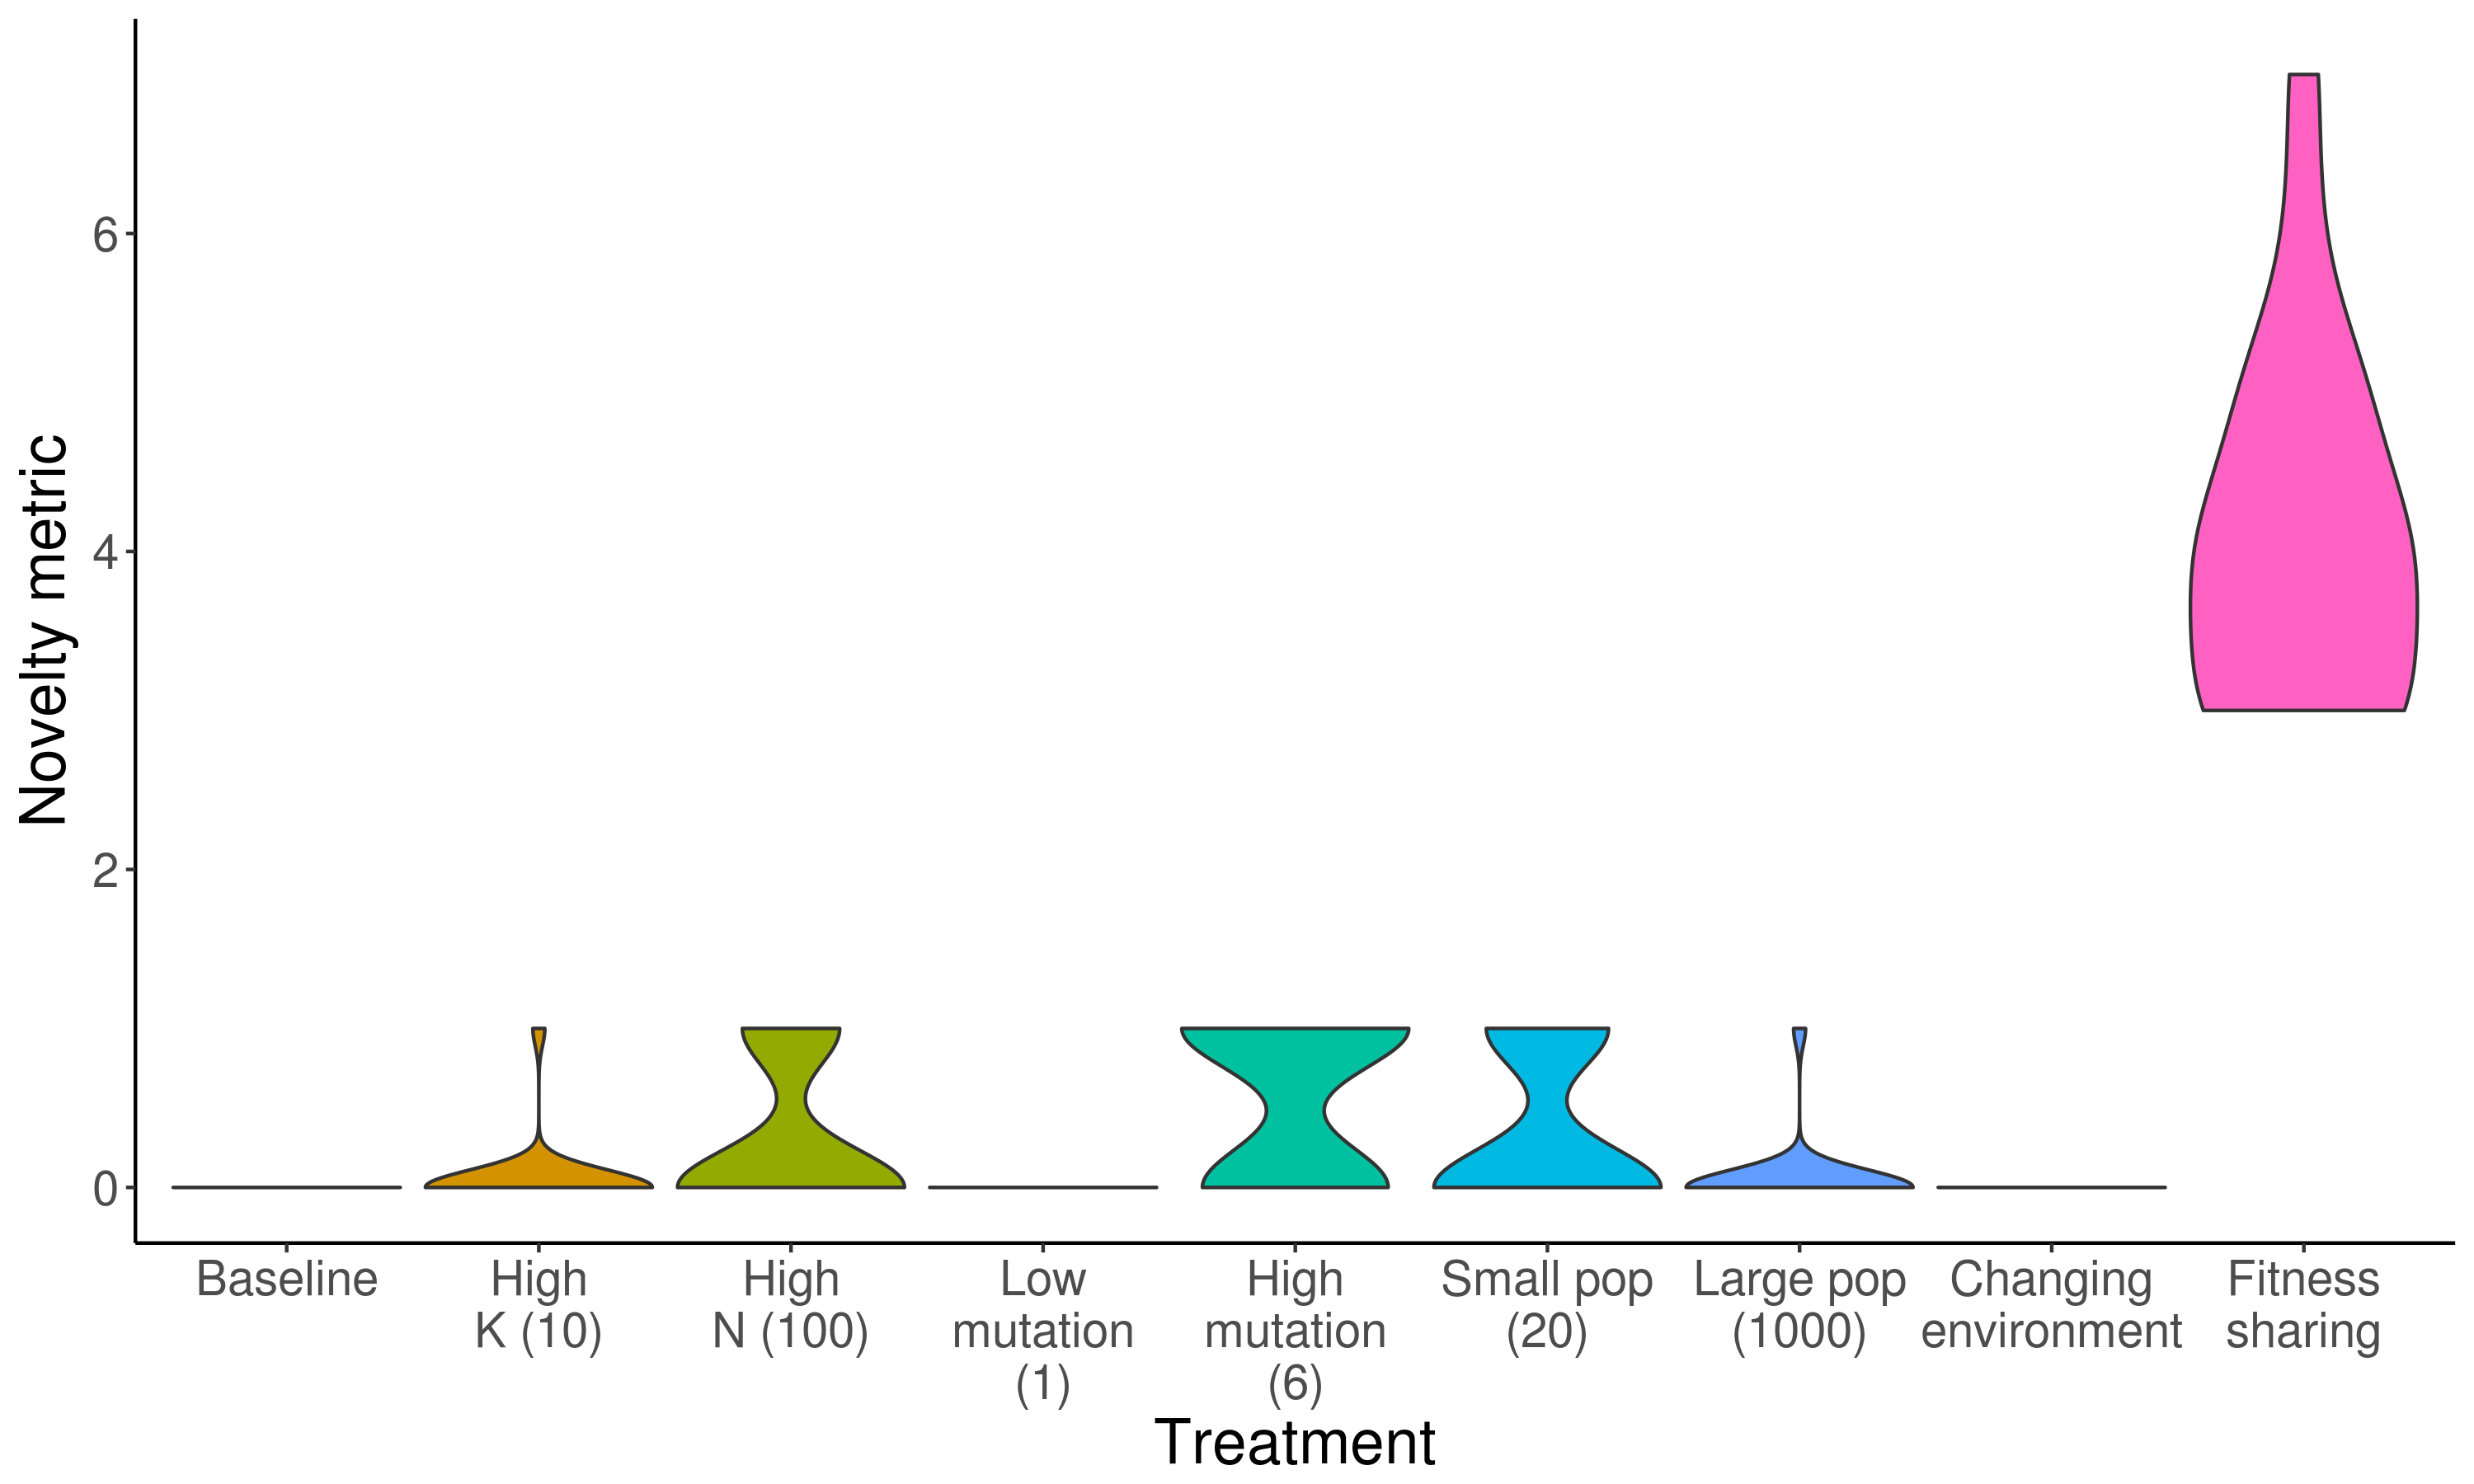 Novelty metric
6
4
2
0
Baseline
High
K (10)
High
N (100)
Low
mutation
(1)
High
mutation
(6)
Small pop
(20)
Large pop
(1000)
Changing
environment
Fitness
sharing
Treatment